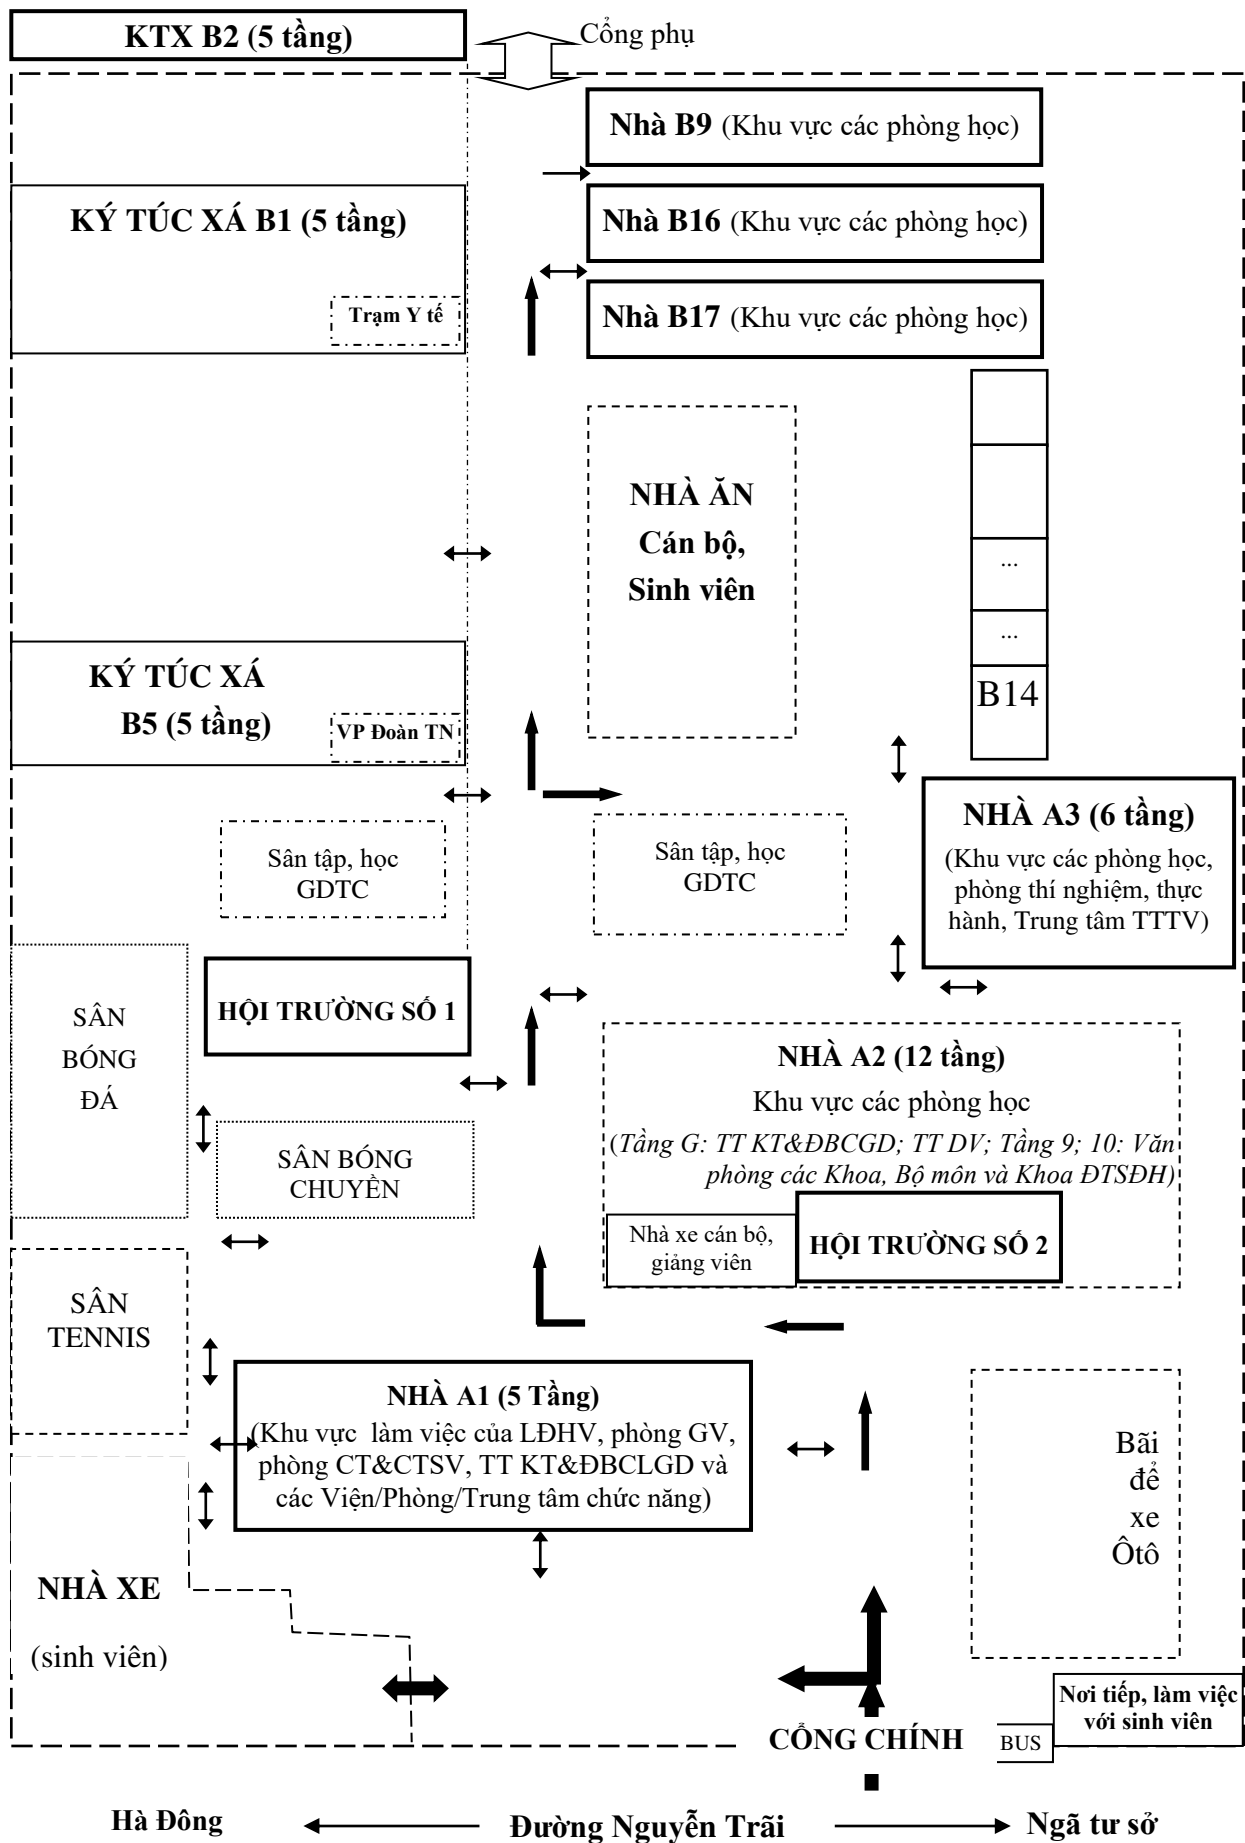 KTX B2 (5 tầng)
Cổng phụ
Nhà B9 (Khu vực các phòng học)
KÝ TÚC XÁ B1 (5 tầng)
Nhà B16 (Khu vực các phòng học)
Trạm Y tế
Nhà B17 (Khu vực các phòng học)
NHÀ ĂN
Cán bộ,
Sinh viên
...
...
B14
KÝ TÚC XÁ
B5 (5 tầng)
VP Đoàn TN
NHÀ A3 (6 tầng)
(Khu vực các phòng học,
phòng thí nghiệm, thực
hành, Trung tâm TTTV)
Sân tập, học
GDTC
Sân tập, học
GDTC
SÂN
BÓNG
ĐÁ
HỘI TRƯỜNG SỐ 1
NHÀ A2 (12 tầng)
Khu vực các phòng học
(Tầng G: TT KT&ĐBCGD; TT DV; Tầng 9; 10: Văn
phòng các Khoa, Bộ môn và Khoa ĐTSĐH)
SÂN BÓNG
CHUYỀN
Nhà xe cán bộ,
giảng viên
HỘI TRƯỜNG SỐ 2
SÂN
TENNIS
NHÀ A1 (5 Tầng)
(Khu vực làm việc của LĐHV, phòng GV,
phòng CT&CTSV, TT KT&ĐBCLGD và
các Viện/Phòng/Trung tâm chức năng)
Bãi
để
xe
Ôtô
NHÀ XE
(sinh viên)
Nơi tiếp, làm việc
với sinh viên
CỔNG CHÍNH
BUS
Hà Đông
Đường Nguyễn Trãi
Ngã tư sở